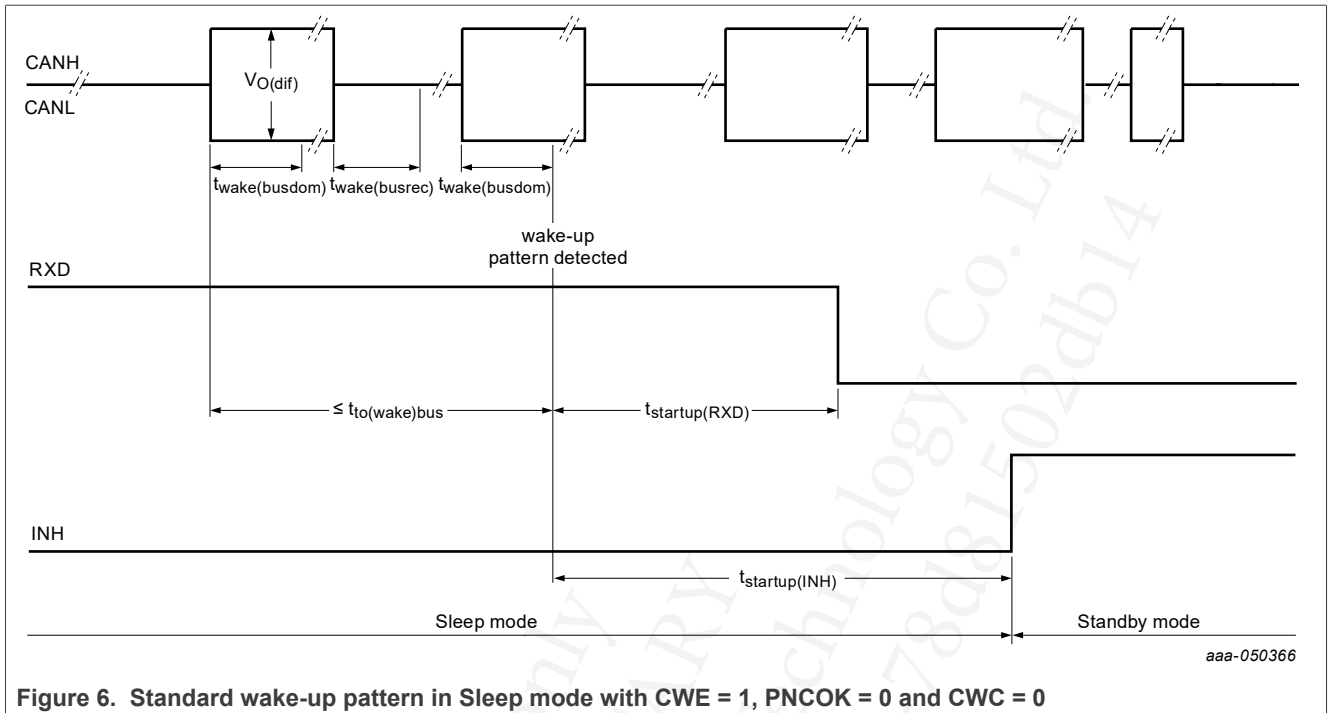 CANH
V_O(dif)
CANL
t_wake(busdom) t_wake(busrec) t_wake(busdom)
wake-up
pattern detected
RXD
≤ t_to(wake)bus
t_startup(RXD)
INH
t_startup(INH)
Sleep mode
Standby mode
aaa-050366
Figure 6. Standard wake-up pattern in Sleep mode with CWE = 1, PNCOK = 0 and CWC = 0
Co. Ltd.